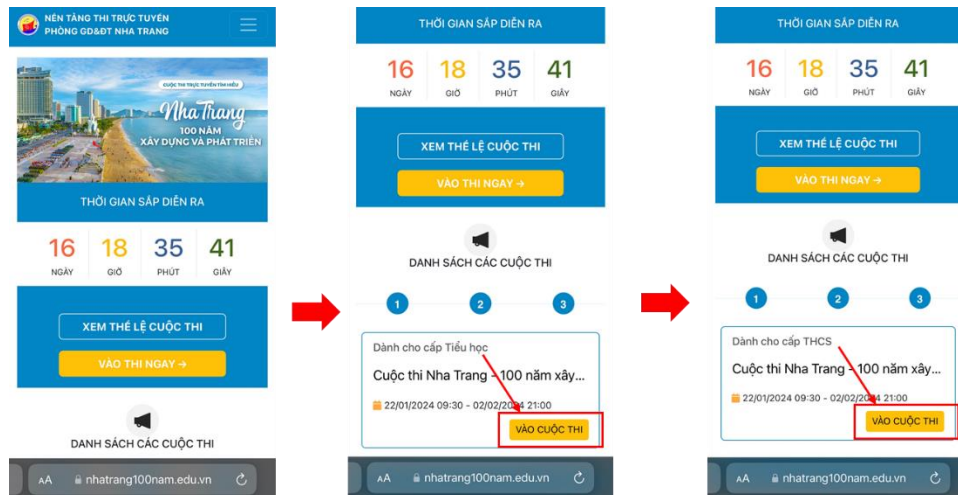 NỀN TẢNG THI TRỰC TUYẾN
PHÒNG GD&ĐT NHA TRANG
CUỘC THI TRỰC TUYẾN TÌM HIỂU
Nha Trang
100 NĂM
XÂY DỰNG VÀ PHÁT TRIỂN
THỜI GIAN SẮP DIỄN RA
16 18 35 41
NGÀY GIỜ PHÚT GIÂY
XEM THỂ LỆ CUỘC THI
VÀO THI NGAY →
DANH SÁCH CÁC CUỘC THI
AA nhatrang100nam.edu.vn
THỜI GIAN SẮP DIỄN RA
16 18 35 41
NGÀY GIỜ PHÚT GIÂY
XEM THỂ LỆ CUỘC THI
VÀO THI NGAY →
DANH SÁCH CÁC CUỘC THI
1 2 3
Dành cho cấp Tiểu học
Cuộc thi Nha Trang - 100 năm xây...
22/01/2024 09:30 - 02/02/2024 21:00
VÀO CUỘC THI
AA nhatrang100nam.edu.vn
THỜI GIAN SẮP DIỄN RA
16 18 35 41
NGÀY GIỜ PHÚT GIÂY
XEM THỂ LỆ CUỘC THI
VÀO THI NGAY →
DANH SÁCH CÁC CUỘC THI
1 2 3
Dành cho cấp THCS
Cuộc thi Nha Trang - 100 năm xây...
22/01/2024 09:30 - 02/02/2024 21:00
VÀO CUỘC THI
AA nhatrang100nam.edu.vn